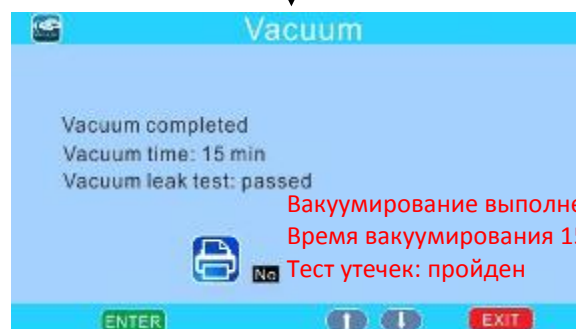 Vacuum
Vacuum completed
Vacuum time: 15 min
Vacuum leak test: passed
Вакуумирование выполне
Время вакуумирования 15
No Тест утечек: пройден
ENTER EXIT